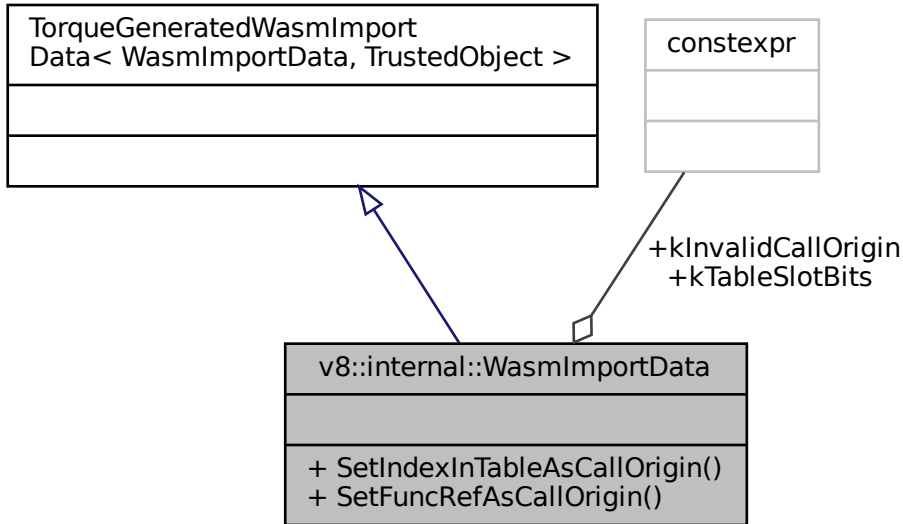 TorqueGeneratedWasmImport
Data< WasmImportData, TrustedObject >
constexpr
+kInvalidCallOrigin
+kTableSlotBits
v8::internal::WasmImportData
+ SetIndexInTableAsCallOrigin()
+ SetFuncRefAsCallOrigin()